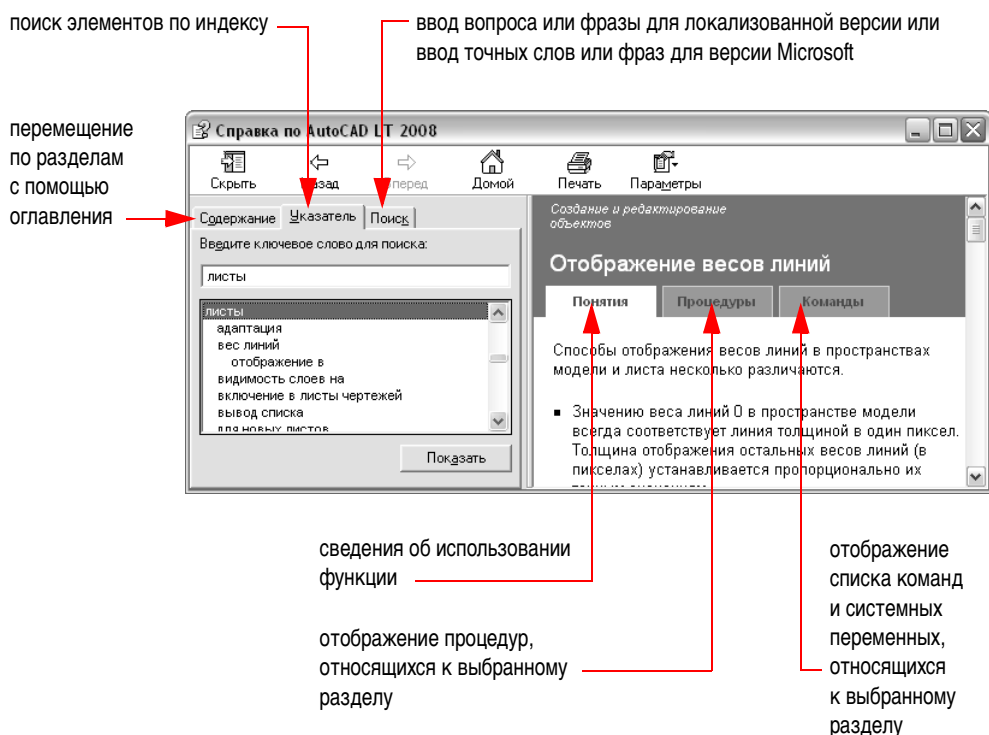 поиск элементов по индексу
ввод вопроса или фразы для локализованной версии или
ввод точных слов или фраз для версии Microsoft
перемещение
по разделам
с помощью
оглавления
Справка по AutoCAD LT 2008
Скрыть Назад Вперед Домой Печать Параметры
Содержание Указатель Поиск
Введите ключевое слово для поиска:
листы
листы
адаптация
вес линий
отображение в
видимость слоев на
включение в листы чертежей
вывод списка
для новых листов
Показать
Создание и редактирование
объектов
Отображение весов линий
Понятия Процедуры Команды
Способы отображения весов линий в пространствах
модели и листа несколько различаются.
▪ Значению веса линий 0 в пространстве модели
всегда соответствует линия толщиной в один пиксел.
Толщина отображения остальных весов линий (в
пикселах) устанавливается пропорционально их
сведения об использовании
функции
отображение процедур,
относящихся к выбранному
разделу
отображение
списка команд
и системных
переменных,
относящихся
к выбранному
разделу